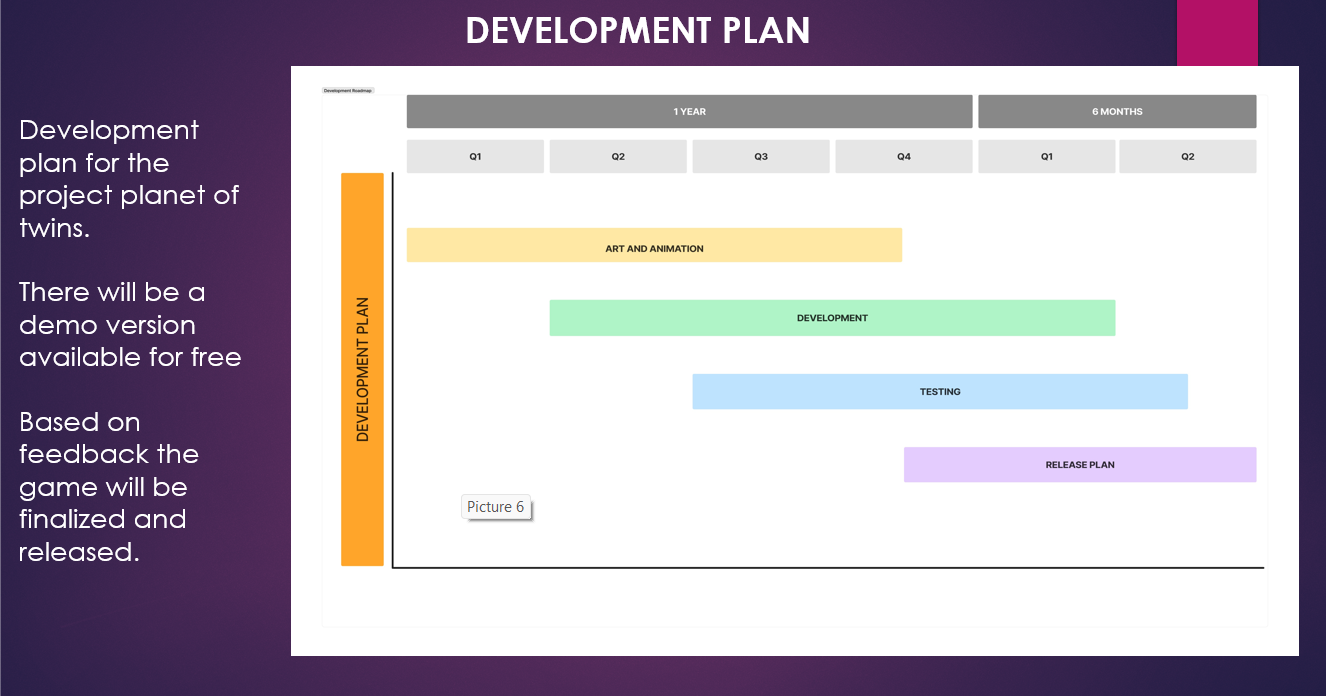 DEVELOPMENT PLAN
Development
plan for the
project planet of
twins.
There will be a
demo version
available for free
Based on
feedback the
game will be
finalized and
released.
Development Roadmap
1 YEAR
6 MONTHS
Q1
Q2
Q3
Q4
Q1
Q2
DEVELOPMENT PLAN
ART AND ANIMATION
DEVELOPMENT
TESTING
RELEASE PLAN
Picture 6